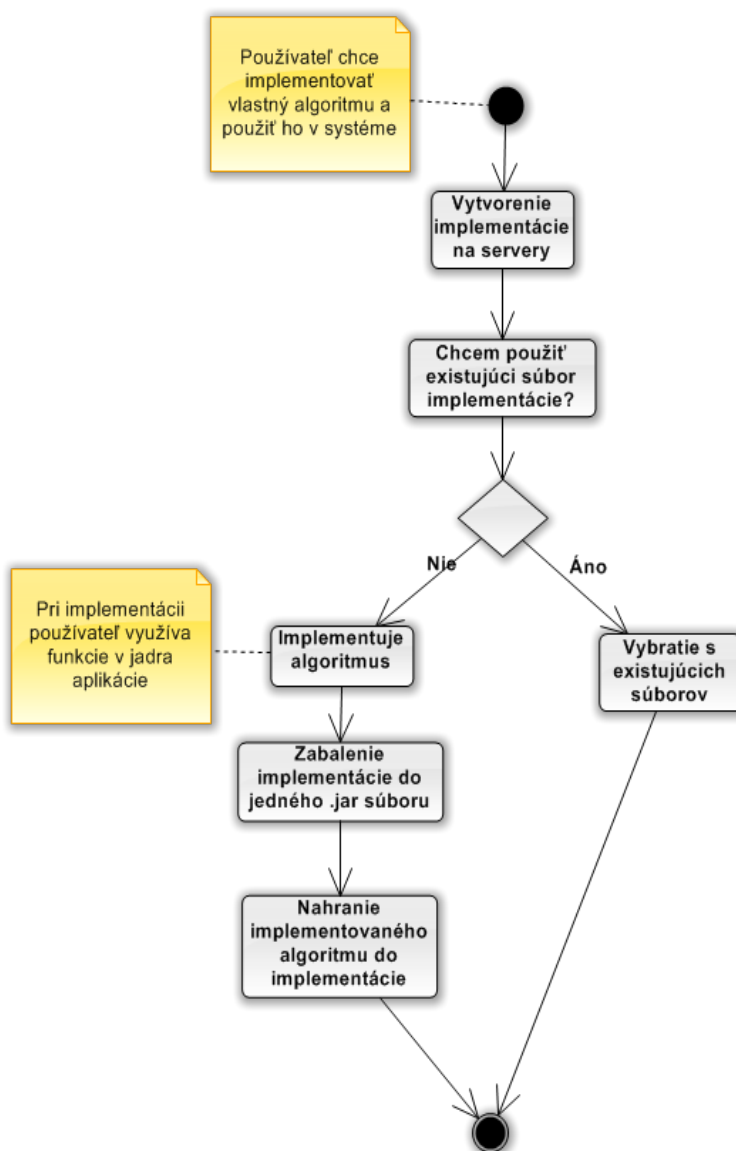 Používateľ chce
implementovať
vlastný algoritmu a
použiť ho v systéme
Vytvorenie
implementácie
na servery
Chcem použiť
existujúci súbor
implementácie?
Nie
Áno
Pri implementácii
používateľ využíva
funkcie v jadra
aplikácie
Implementuje
algoritmus
Vybratie s
existujúcich
súborov
Zabalenie
implementácie do
jedného .jar súboru
Nahranie
implementovaného
algoritmu do
implementácie